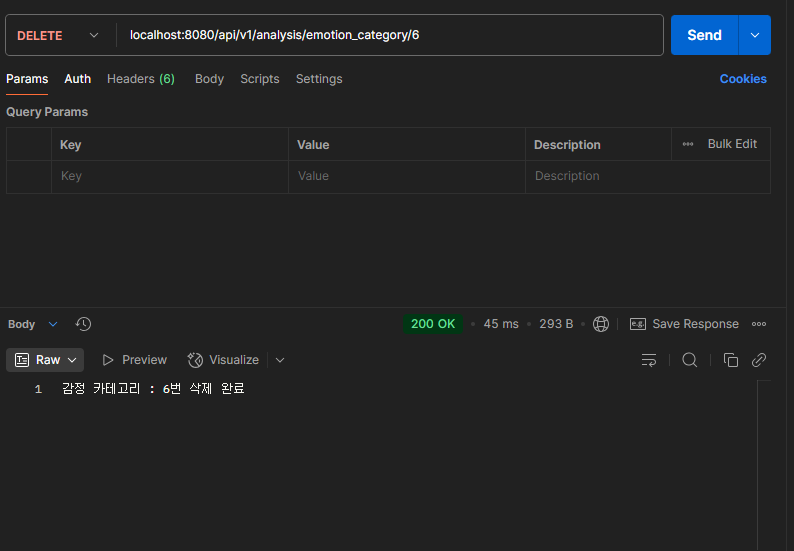 DELETE localhost:8080/api/v1/analysis/emotion_category/6 Send
Params Auth Headers (6) Body Scripts Settings Cookies
Query Params
Key Value Description Bulk Edit
Key Value Description
Body 200 OK 45 ms 293 B e.g. Save Response
Raw Preview Visualize
1 감정 카테고리 : 6번 삭제 완료